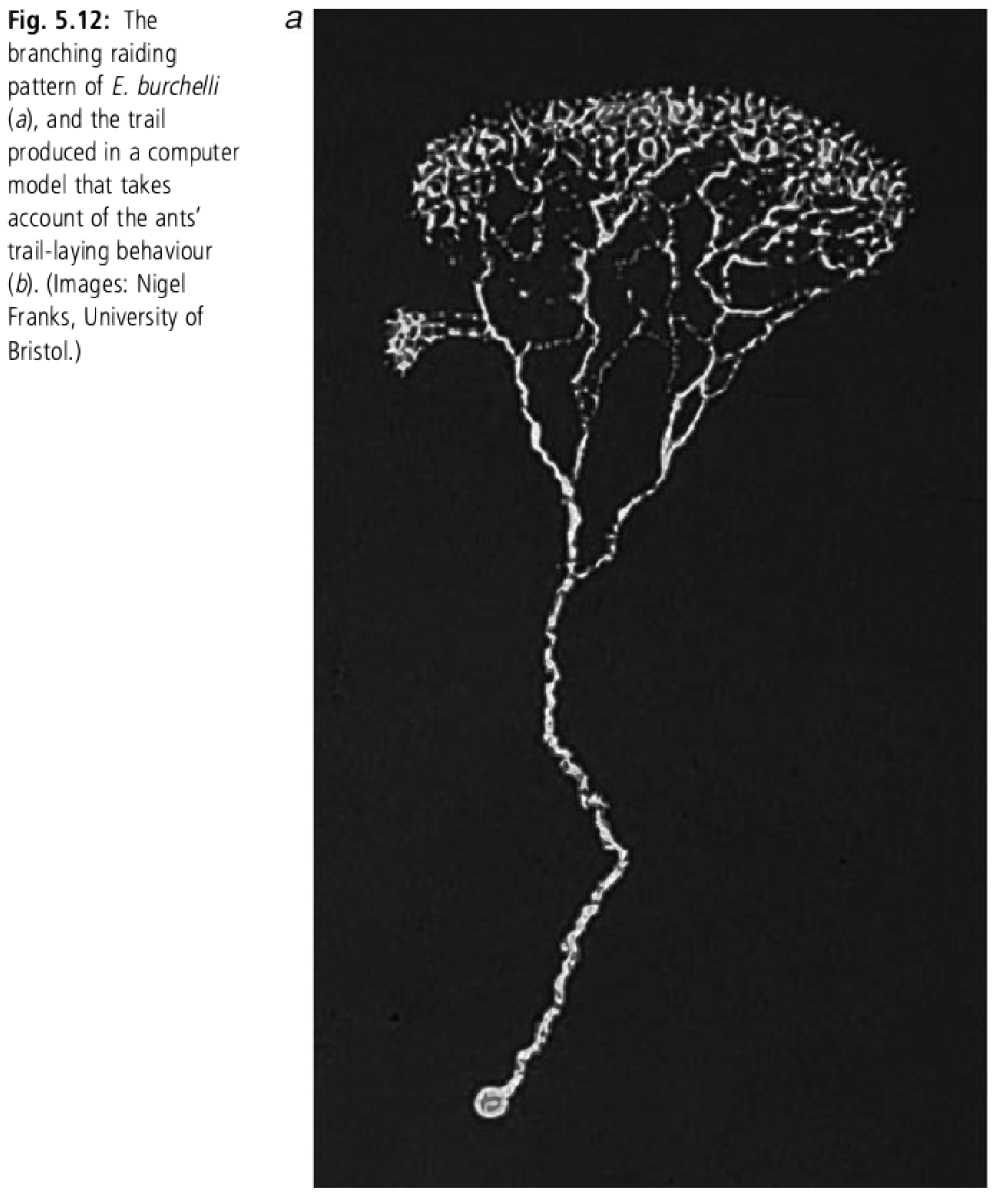 Fig. 5.12: The
branching raiding
pattern of E. burchelli
(a), and the trail
produced in a computer
model that takes
account of the ants’
trail-laying behaviour
(b). (Images: Nigel
Franks, University of
Bristol.)
a